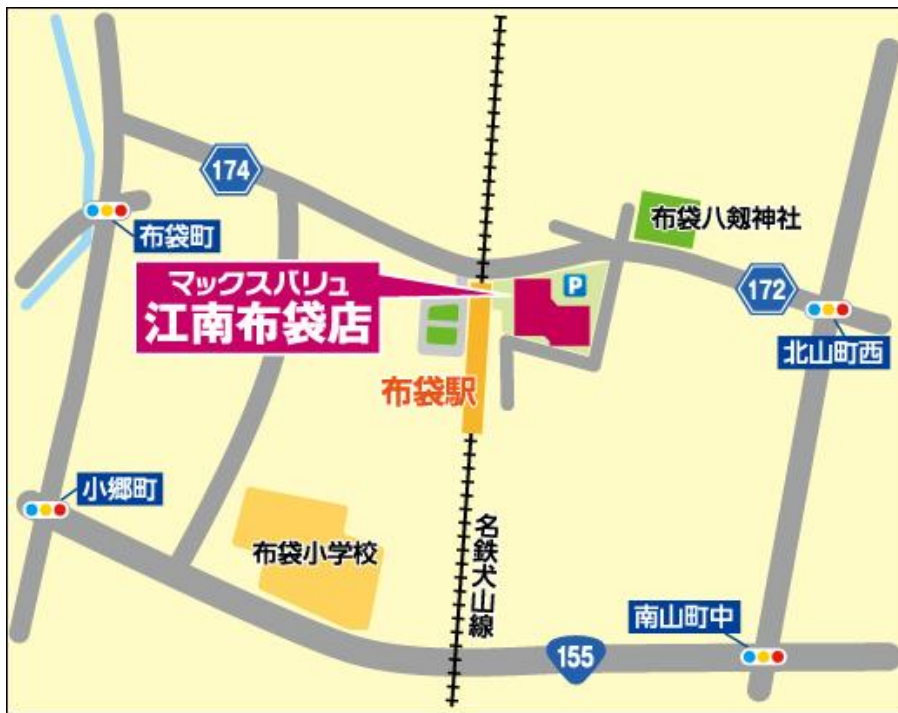 174
布袋町
布袋八剱神社
マックスバリュ
江南布袋店
P
172
北山町西
布袋駅
小郷町
布袋小学校
名鉄犬山線
南山町中
155